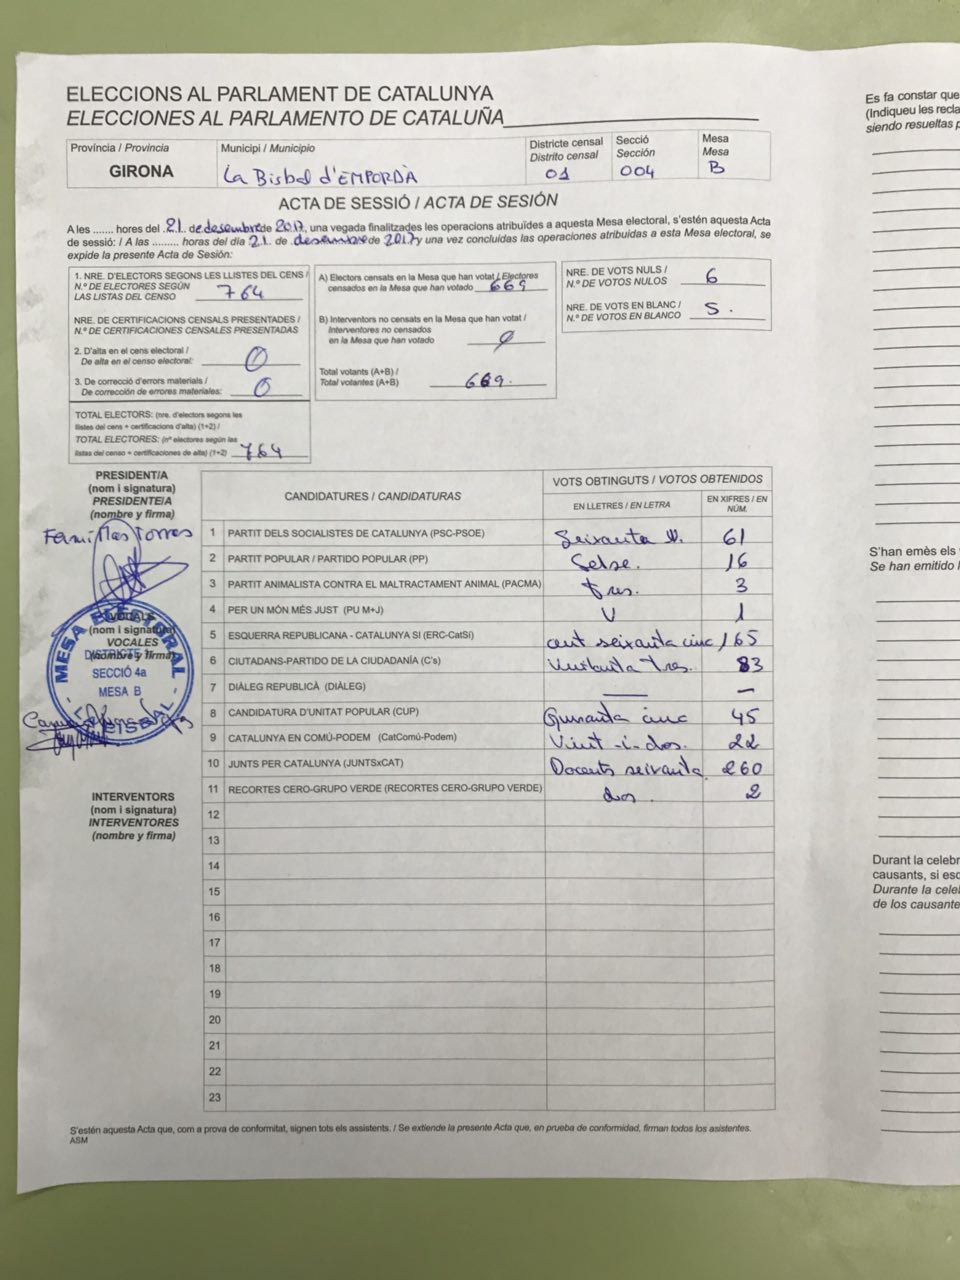 ELECCIONS AL PARLAMENT DE CATALUNYA
ELECCIONES AL PARLAMENTO DE CATALUÑA
Província / Provincia
GIRONA
Municipi / Municipio
La Bisbal d'EMPORDÀ
Districte censal
Distrito censal
01
Secció
Sección
004
Mesa
Mesa
B
ACTA DE SESSIÓ / ACTA DE SESIÓN
A les ....... hores del 21. de desembre de 2017, una vegada finalitzades les operacions atribuïdes a aquesta Mesa electoral, s'estén aquesta Acta
de sessió: / A las ......... horas del día 21. de desembre de 2017 y una vez concluidas las operaciones atribuidas a esta Mesa electoral, se
expide la presente Acta de Sesión:
1. NRE. D'ELECTORS SEGONS LES LLISTES DEL CENS /
N.º DE ELECTORES SEGÚN
LAS LISTAS DEL CENSO 764
NRE. DE CERTIFICACIONS CENSALS PRESENTADES /
N.º DE CERTIFICACIONES CENSALES PRESENTADAS
2. D'alta en el cens electoral /
De alta en el censo electoral: 0
3. De correcció d'errors materials /
De corrección de errores materiales: 0
TOTAL ELECTORS: (nre. d'electors segons les
llistes del cens + certificacions d'alta) (1+2) /
TOTAL ELECTORES: (nº electores según las
listas del censo + certificaciones de alta) (1+2) 764
A) Electors censats en la Mesa que han votat / Electores
censados en la Mesa que han votado 669
B) Interventors no censats en la Mesa que han votat /
Interventores no censados
en la Mesa que han votado 0
Total votants (A+B) /
Total votantes (A+B) 669.
NRE. DE VOTS NULS /
N.º DE VOTOS NULOS 6
NRE. DE VOTS EN BLANC /
N.º DE VOTOS EN BLANCO 5.
PRESIDENT/A
(nom i signatura)
PRESIDENTE/A
(nombre y firma)
VOCALS
(nom i signatura)
VOCALES
(nombre y firma)
MESA ELECTORAL
SECCIÓ 4a
MESA B
LA BISBAL
INTERVENTORS
(nom i signatura)
INTERVENTORES
(nombre y firma)
CANDIDATURES / CANDIDATURAS
VOTS OBTINGUTS / VOTOS OBTENIDOS
EN LLETRES / EN LETRA
EN XIFRES / EN
NÚM.
1 PARTIT DELS SOCIALISTES DE CATALUNYA (PSC-PSOE) Seixanta u. 61
2 PARTIT POPULAR / PARTIDO POPULAR (PP) Setse. 16
3 PARTIT ANIMALISTA CONTRA EL MALTRACTAMENT ANIMAL (PACMA) tres. 3
4 PER UN MÓN MÉS JUST (PU M+J) U 1
5 ESQUERRA REPUBLICANA - CATALUNYA SI (ERC-CatSí) cent seixanta cinc 165
6 CIUTADANS-PARTIDO DE LA CIUDADANÍA (C's) Vuitanta tres. 83
7 DIÀLEG REPUBLICÀ (DIÀLEG) — —
8 CANDIDATURA D'UNITAT POPULAR (CUP) Quranta cinc 45
9 CATALUNYA EN COMÚ-PODEM (CatComú-Podem) Vint-i-dos. 22
10 JUNTS PER CATALUNYA (JUNTSxCAT) Docents seixanta 260
11 RECORTES CERO-GRUPO VERDE (RECORTES CERO-GRUPO VERDE) dos. 2
12
13
14
15
16
17
18
19
20
21
22
23
S'estén aquesta Acta que, com a prova de conformitat, signen tots els assistents. / Se extiende la presente Acta que, en prueba de conformidad, firman todos los asistentes.
ASM
Es fa constar que
(Indiqueu les recla
siendo resueltas p
S'han emès els
Se han emitido l
Durant la celebr
causants, si esc
Durante la cele
de los causante